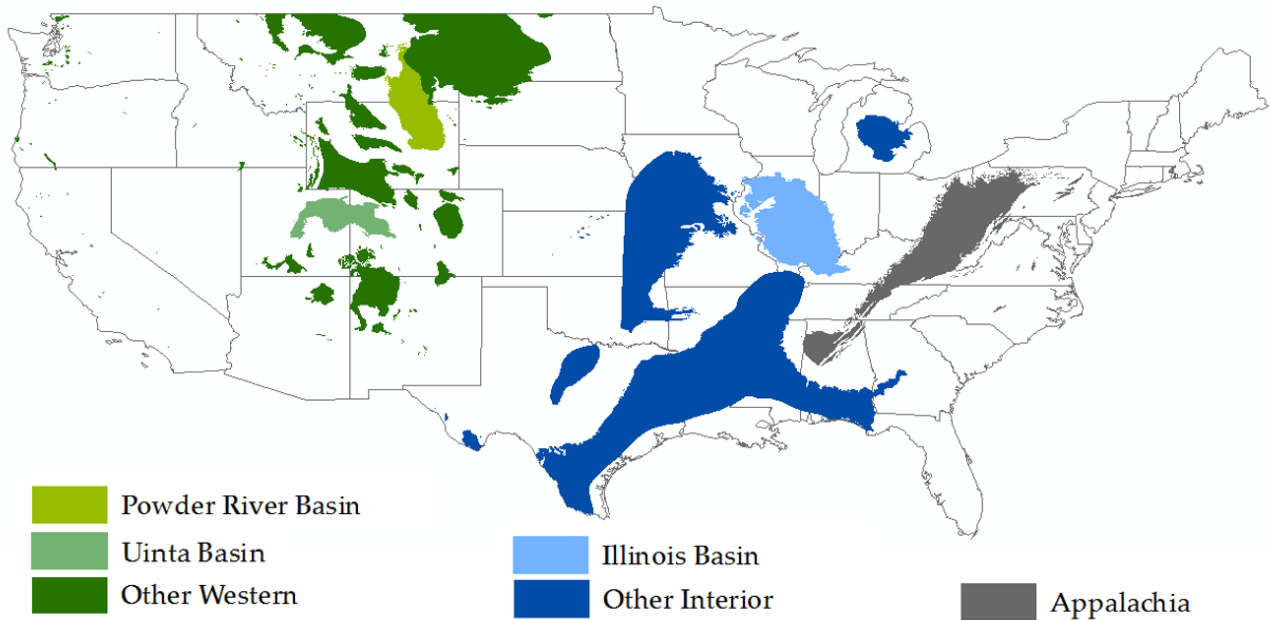 Powder River Basin
Uinta Basin
Other Western
Illinois Basin
Other Interior
Appalachia